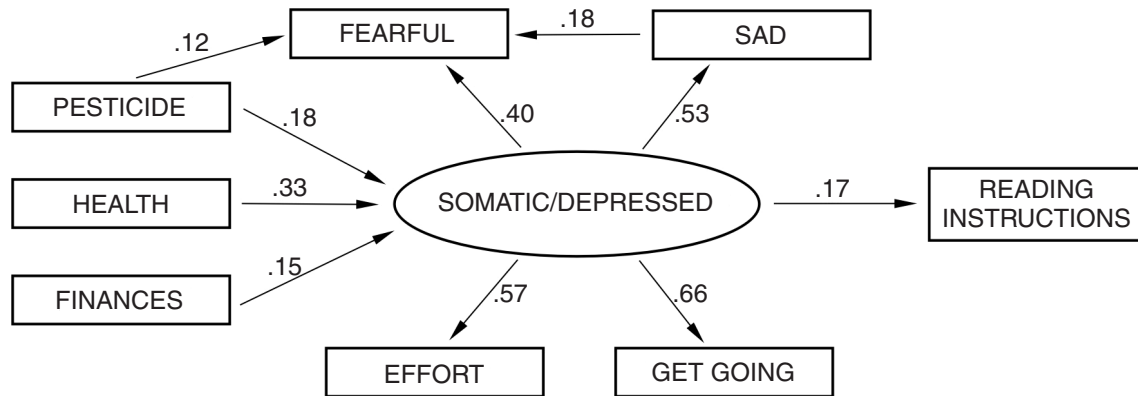 FEARFUL
.18
SAD
.12
PESTICIDE
.18
.40
.53
HEALTH
.33
SOMATIC/DEPRESSED
.17
READING
INSTRUCTIONS
FINANCES
.15
.57
.66
EFFORT
GET GOING